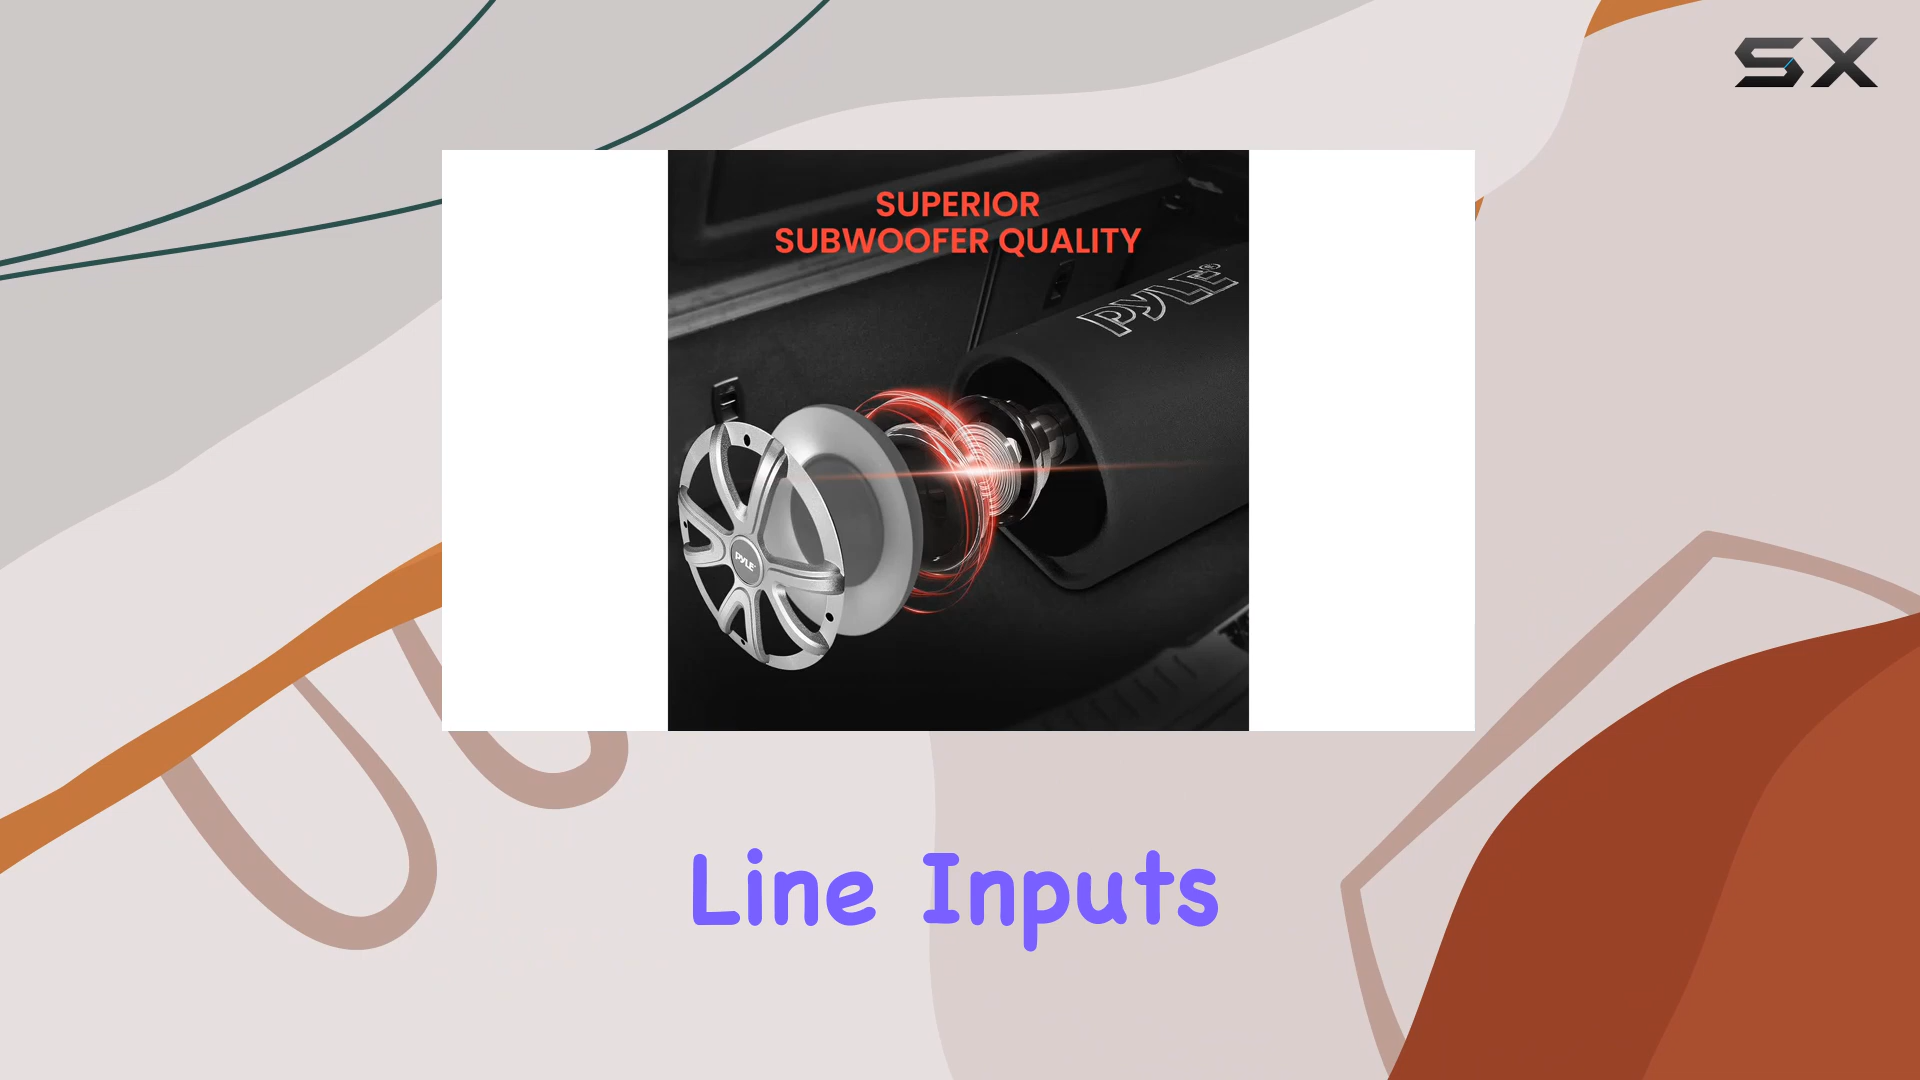 SX
SUPERIOR
SUBWOOFER QUALITY
PYLE®
PYLE
Line Inputs